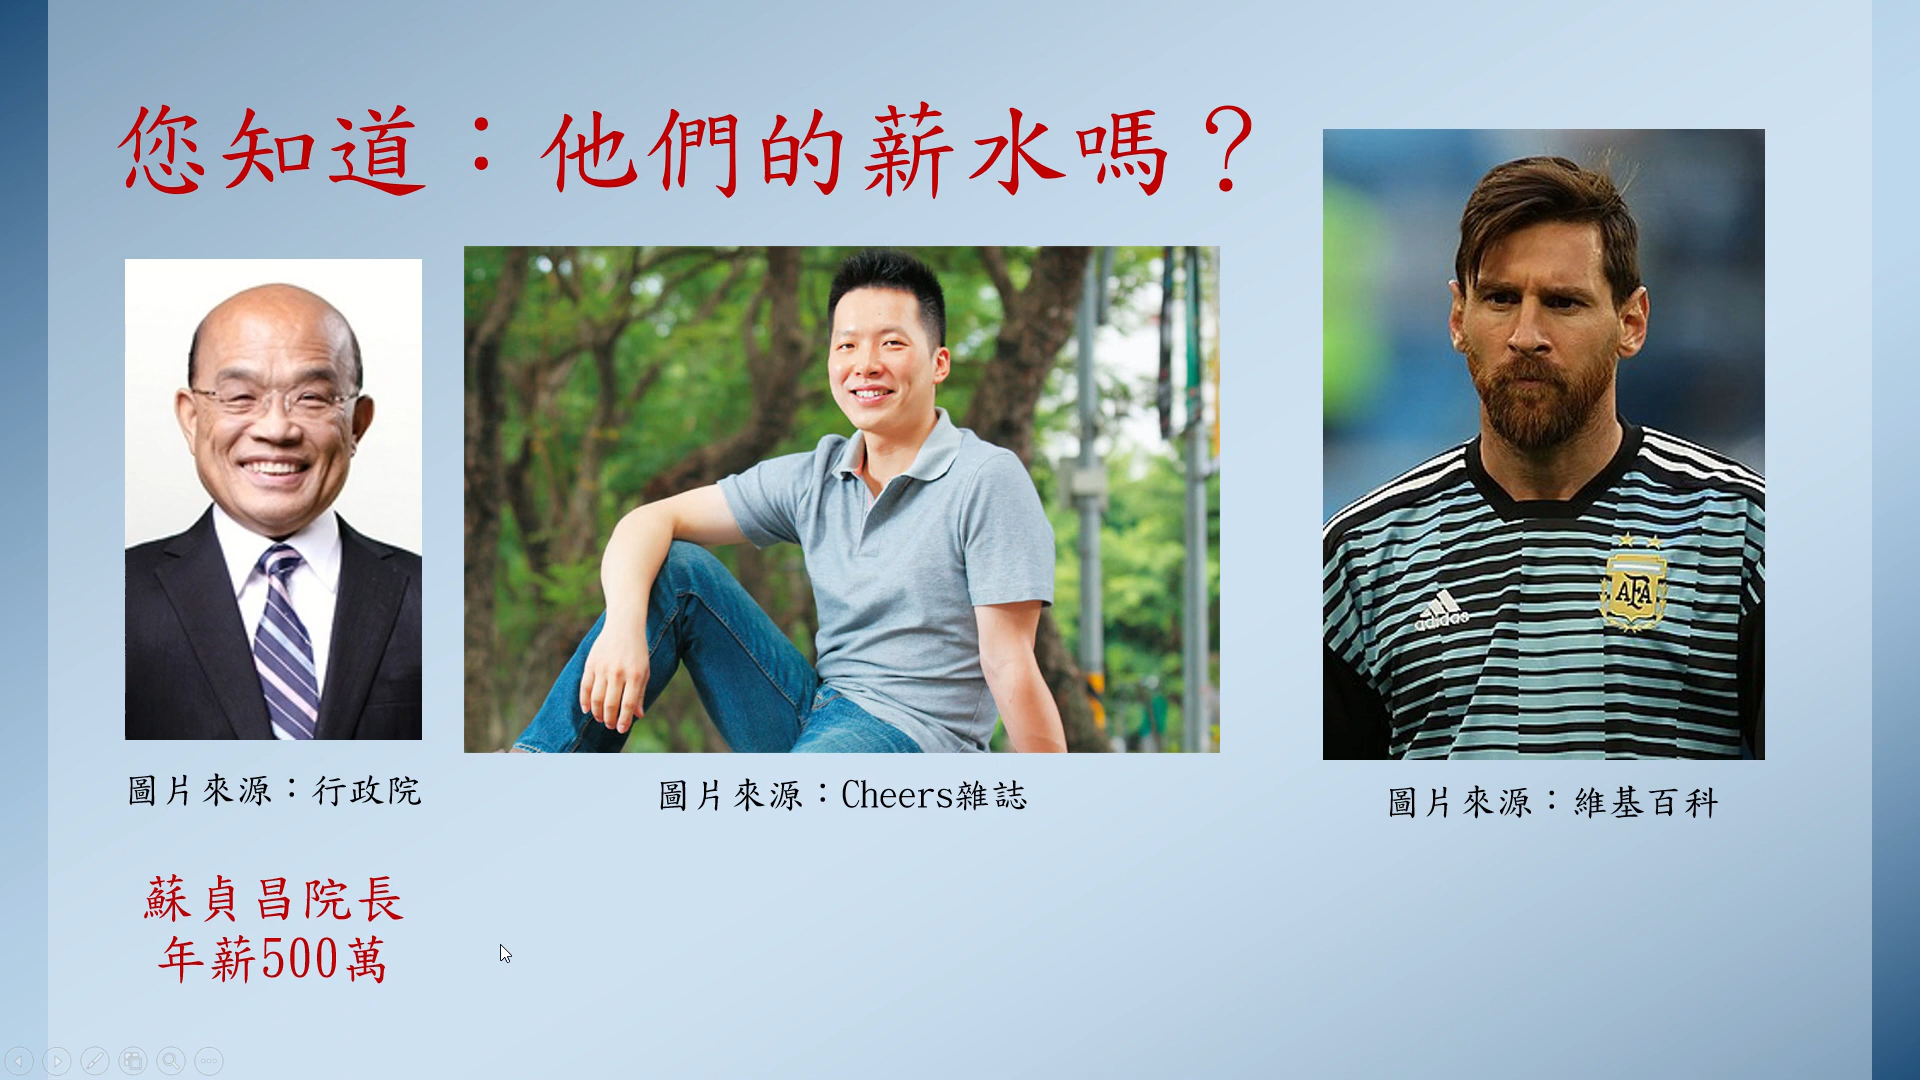 您知道：他們的薪水嗎？
圖片來源：行政院
圖片來源：Cheers雜誌
圖片來源：維基百科
蘇貞昌院長
年薪500萬
adidas
AFA